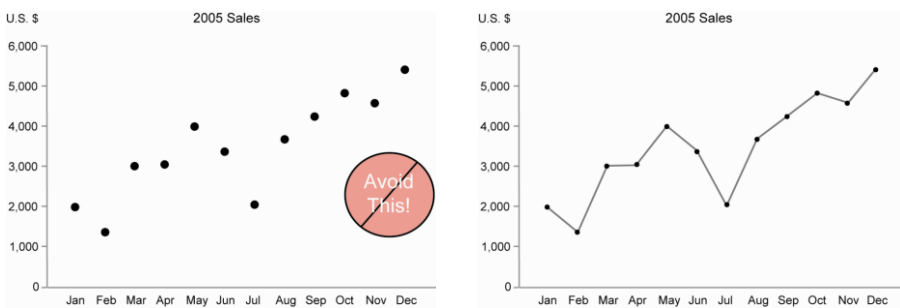 U.S. $
2005 Sales
6,000
5,000
4,000
3,000
2,000
1,000
0
Jan Feb Mar Apr May Jun Jul Aug Sep Oct Nov Dec
Avoid
This!
U.S. $
2005 Sales
6,000
5,000
4,000
3,000
2,000
1,000
0
Jan Feb Mar Apr May Jun Jul Aug Sep Oct Nov Dec